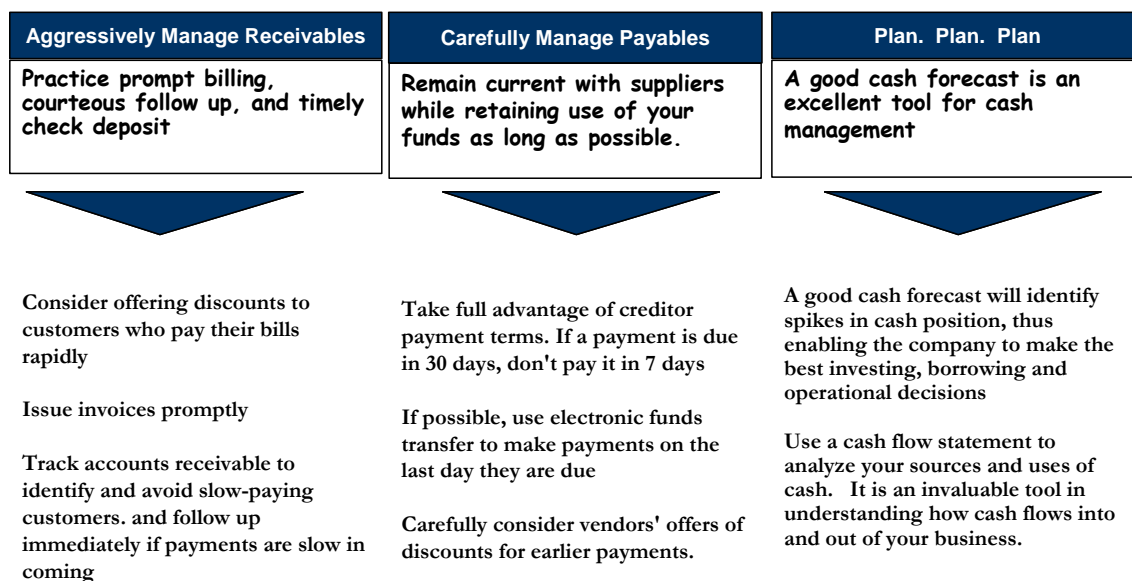 Aggressively Manage Receivables
Practice prompt billing,
courteous follow up, and timely
check deposit
Consider offering discounts to
customers who pay their bills
rapidly
Issue invoices promptly
Track accounts receivable to
identify and avoid slow-paying
customers. and follow up
immediately if payments are slow in
coming
Carefully Manage Payables
Remain current with suppliers
while retaining use of your
funds as long as possible.
Take full advantage of creditor
payment terms. If a payment is due
in 30 days, don't pay it in 7 days
If possible, use electronic funds
transfer to make payments on the
last day they are due
Carefully consider vendors' offers of
discounts for earlier payments.
Plan. Plan. Plan
A good cash forecast is an
excellent tool for cash
management
A good cash forecast will identify
spikes in cash position, thus
enabling the company to make the
best investing, borrowing and
operational decisions
Use a cash flow statement to
analyze your sources and uses of
cash. It is an invaluable tool in
understanding how cash flows into
and out of your business.